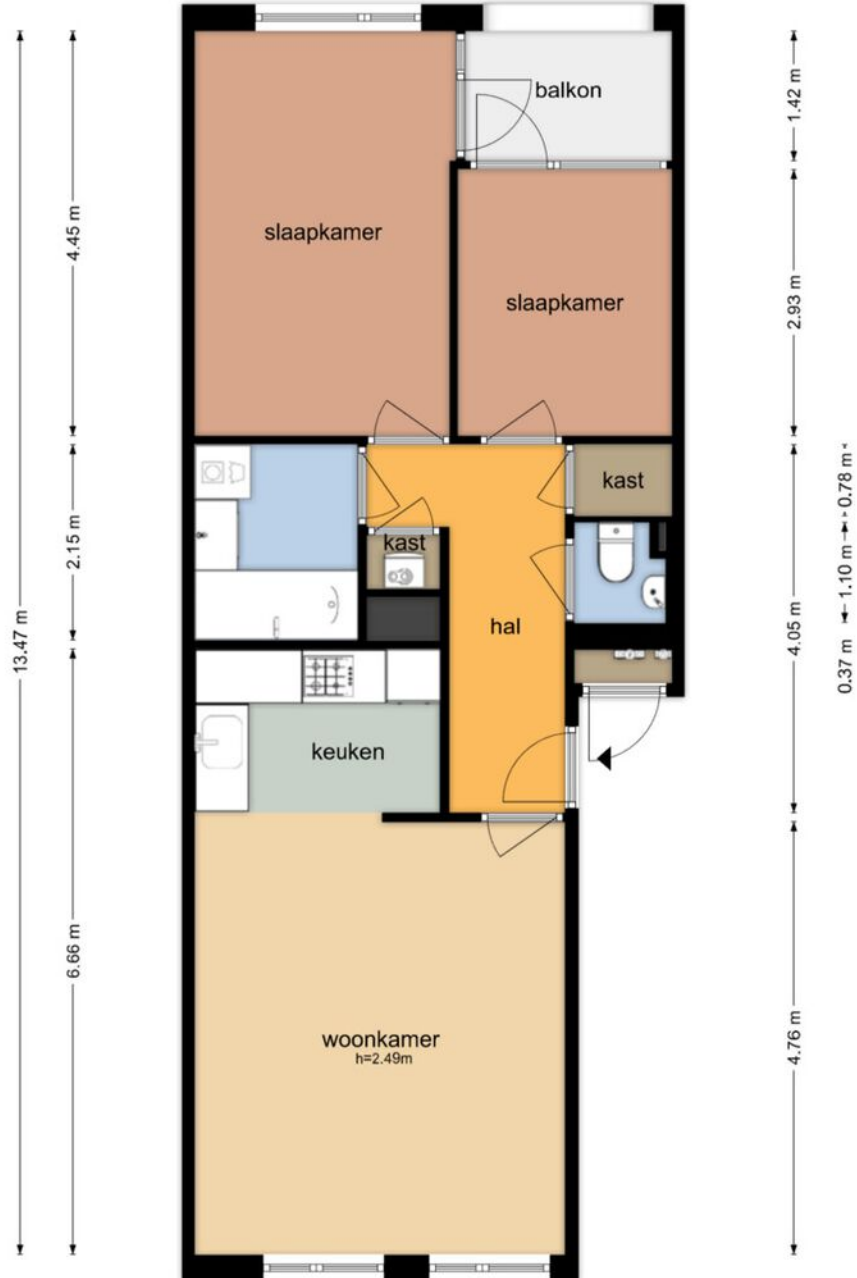 balkon
1.42 m
slaapkamer
4.45 m
slaapkamer
2.93 m
kast
0.78 m
2.15 m
kast
1.10 m
13.47 m
hal
4.05 m
0.37 m
keuken
6.66 m
woonkamer
h=2.49m
4.76 m